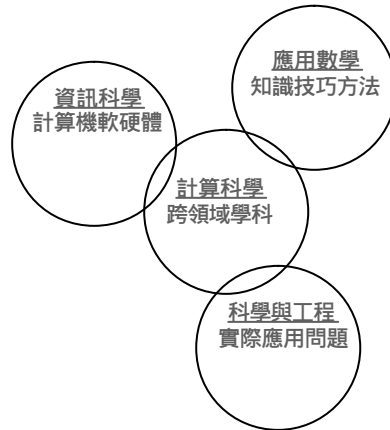 應用數學
知識技巧方法
資訊科學
計算機軟硬體
計算科學
跨領域學科
科學與工程
實際應用問題